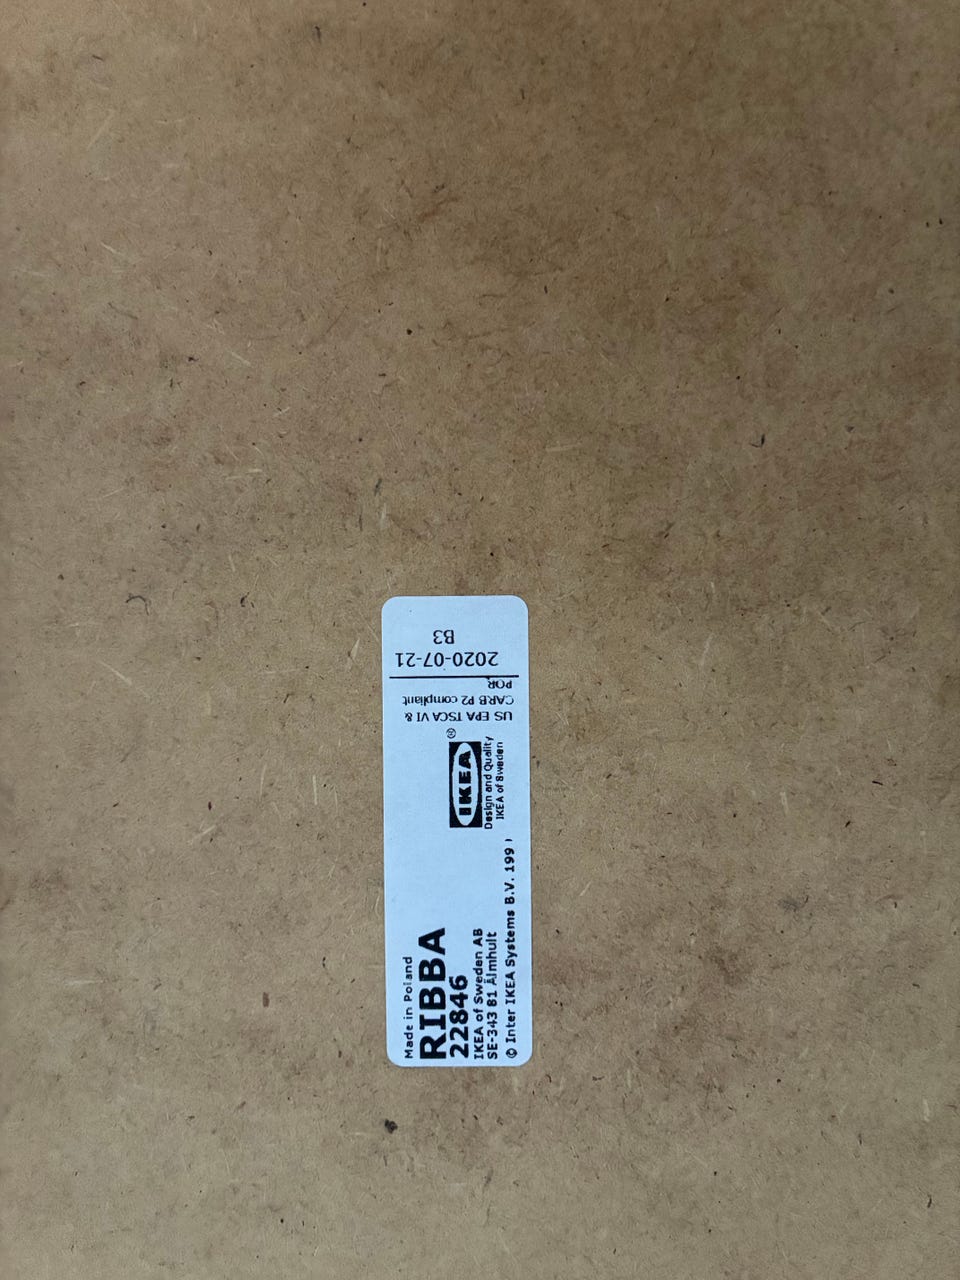 Made in Poland
RIBBA
22846
IKEA of Sweden AB
SE-343 81 Älmhult
© Inter IKEA Systems B.V. 199
IKEA®
Design and Quality
IKEA of Sweden
US EPA TSCA VI &
CARB P2 compliant
POR
2020-07-21
B3